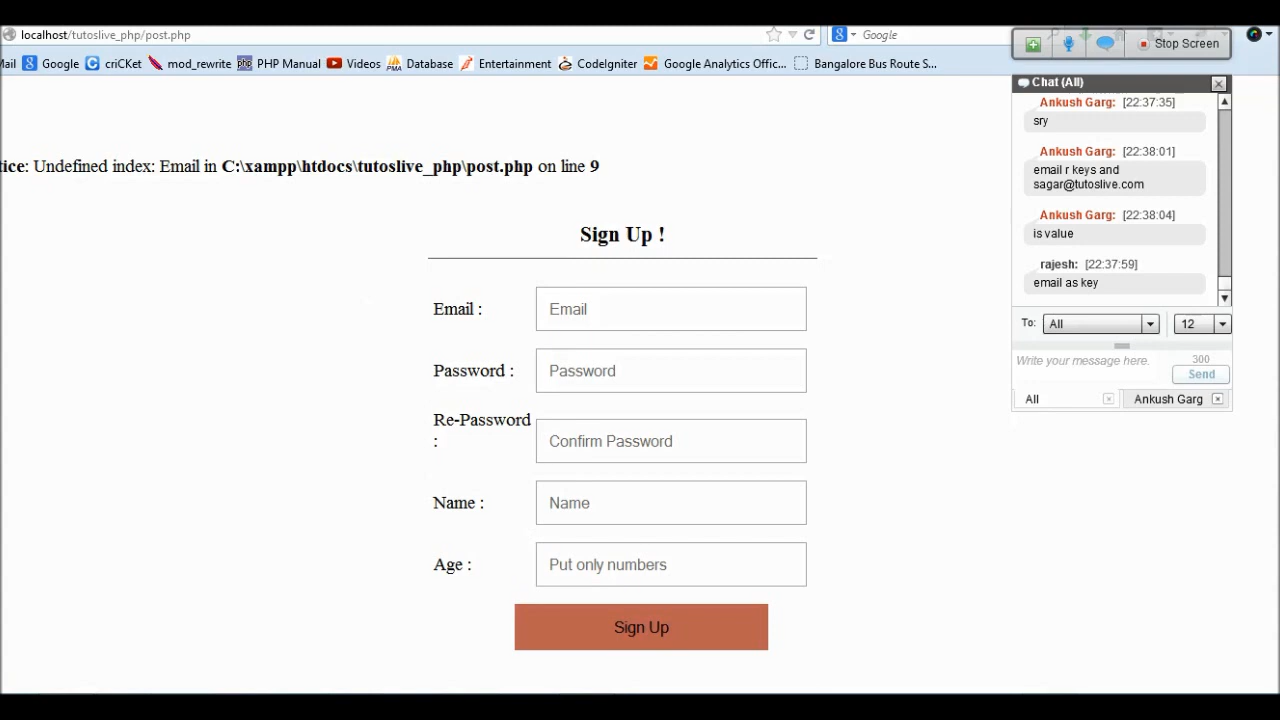 localhost/tutoslive_php/post.php
Google
Stop Screen
Mail Google criCKet mod_rewrite PHP Manual Videos Database Entertainment CodeIgniter Google Analytics Offic... Bangalore Bus Route S...
Chat (All)
Ankush Garg: [22:37:35]
sry
Ankush Garg: [22:38:01]
email r keys and
sagar@tutoslive.com
Ankush Garg: [22:38:04]
is value
rajesh: [22:37:59]
email as key
To: All 12
Write your message here. 300
Send
All Ankush Garg
tice: Undefined index: Email in C:\xampp\htdocs\tutoslive_php\post.php on line 9
Sign Up !
Email : Email
Password : Password
Re-Password
: Confirm Password
Name : Name
Age : Put only numbers
Sign Up